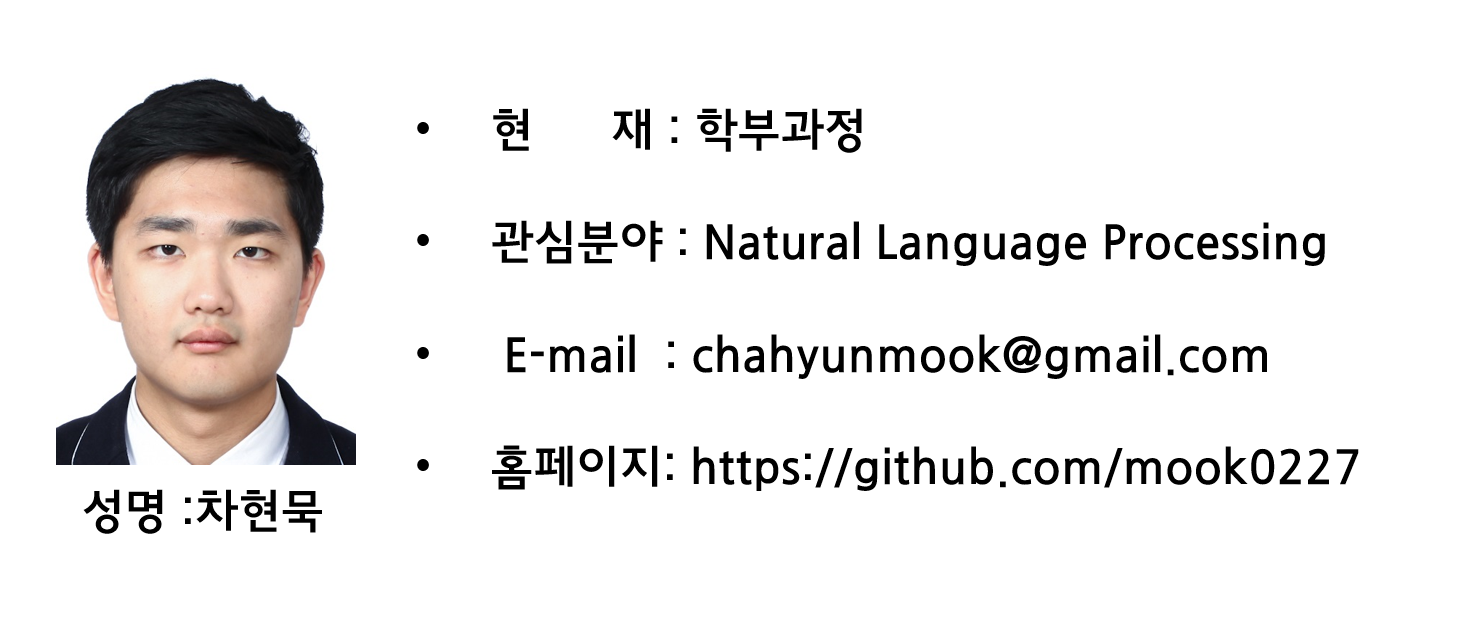 • 현 재 : 학부과정
• 관심분야 : Natural Language Processing
• E-mail : chahyunmook@gmail.com
• 홈페이지: https://github.com/mook0227
성명 :차현묵